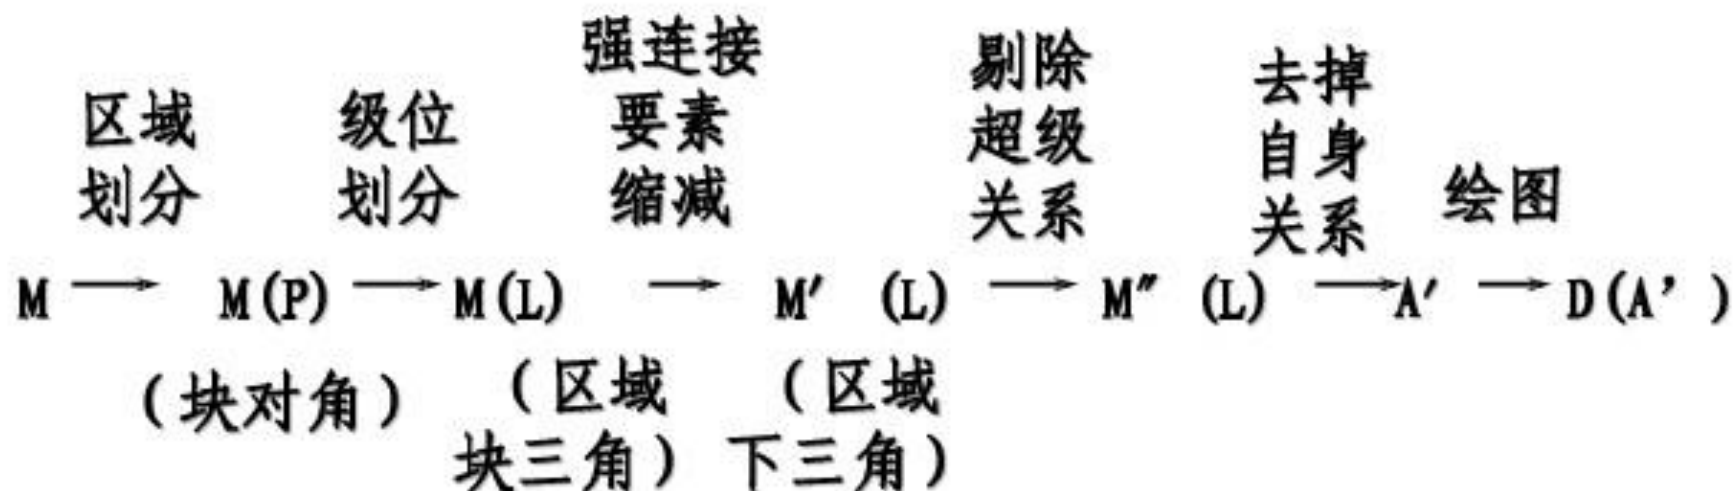 区域
划分
级位
划分
强连接
要素
缩减
剔除
超级
关系
去掉
自身
关系
绘图
M → M(P) → M(L) → M′ (L) → M″ (L) → A′ → D(A’)
(块对角)
(区域
块三角)
(区域
下三角)